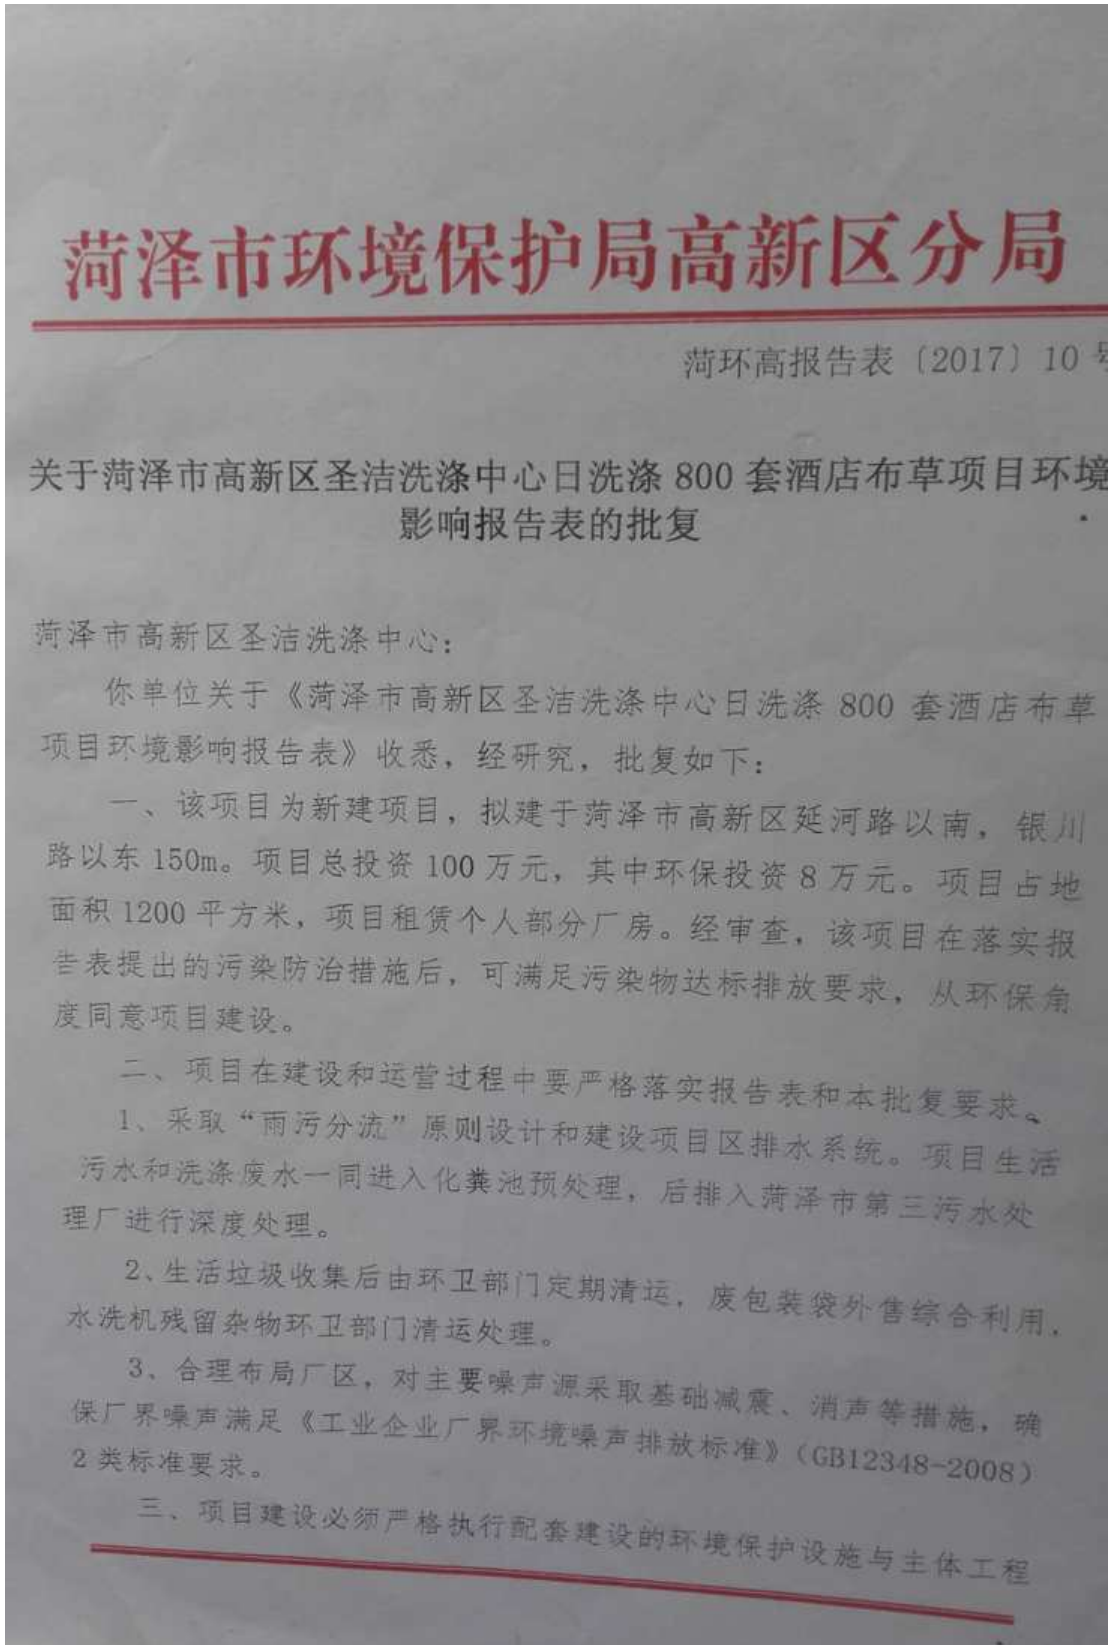 菏泽市环境保护局高新区分局
菏环高报告表〔2017〕10号
关于菏泽市高新区圣洁洗涤中心日洗涤 800 套酒店布草项目环境
影响报告表的批复
菏泽市高新区圣洁洗涤中心：
你单位关于《菏泽市高新区圣洁洗涤中心日洗涤 800 套酒店布草
项目环境影响报告表》收悉，经研究，批复如下：
一、该项目为新建项目，拟建于菏泽市高新区延河路以南，银川
路以东 150m。项目总投资 100 万元，其中环保投资 8 万元。项目占地
面积 1200 平方米，项目租赁个人部分厂房。经审查，该项目在落实报
告表提出的污染防治措施后，可满足污染物达标排放要求，从环保角
度同意项目建设。
二、项目在建设和运营过程中要严格落实报告表和本批复要求。
1、采取“雨污分流”原则设计和建设项目区排水系统。项目生活
污水和洗涤废水一同进入化粪池预处理，后排入菏泽市第三污水处
理厂进行深度处理。
2、生活垃圾收集后由环卫部门定期清运，废包装袋外售综合利用，
水洗机残留杂物环卫部门清运处理。
3、合理布局厂区，对主要噪声源采取基础减震、消声等措施，确
保厂界噪声满足《工业企业厂界环境噪声排放标准》（GB12348-2008）
2 类标准要求。
三、项目建设必须严格执行配套建设的环境保护设施与主体工程